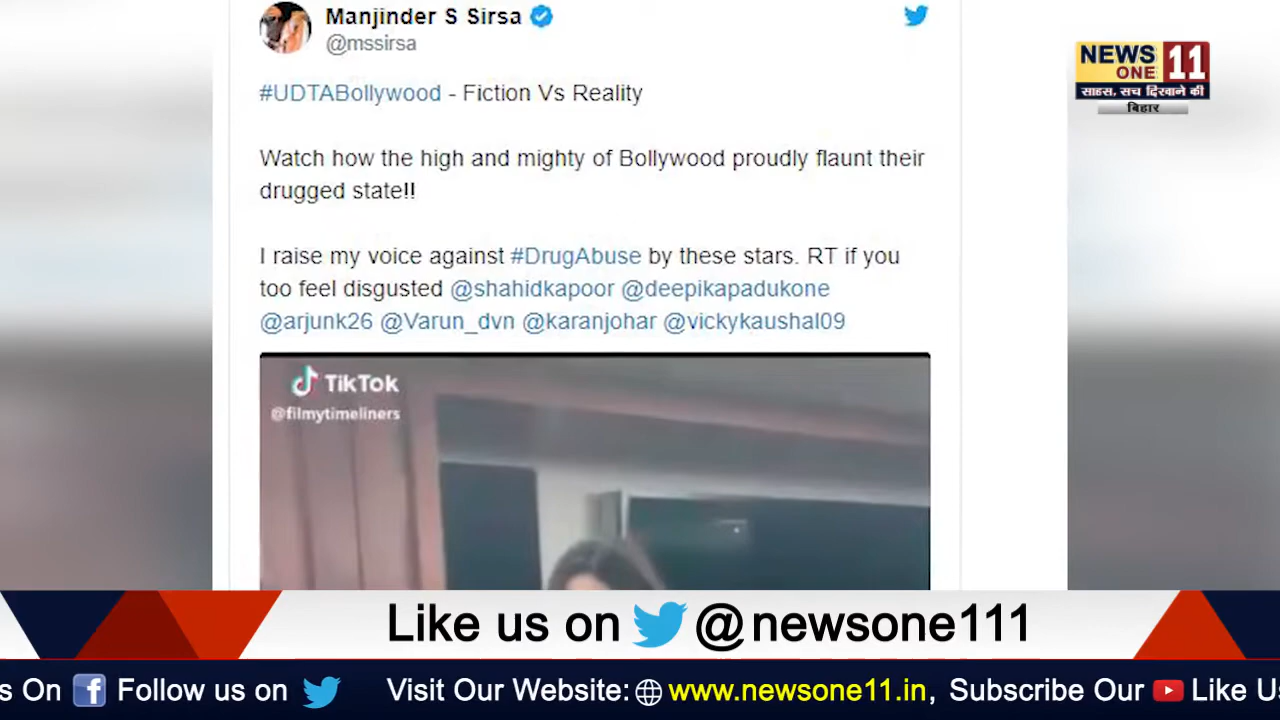 Manjinder S Sirsa
@mssirsa
#UDTABollywood - Fiction Vs Reality
Watch how the high and mighty of Bollywood proudly flaunt their
drugged state!!
I raise my voice against #DrugAbuse by these stars. RT if you
too feel disgusted @shahidkapoor @deepikapadukone
@arjunk26 @Varun_dvn @karanjohar @vickykaushal09
TikTok
@filmytimeliners
NEWS
ONE
11
साहस, सच दिखाने की
बिहार
Like us on @newsone111
s On Follow us on Visit Our Website: www.newsone11.in, Subscribe Our Like Us